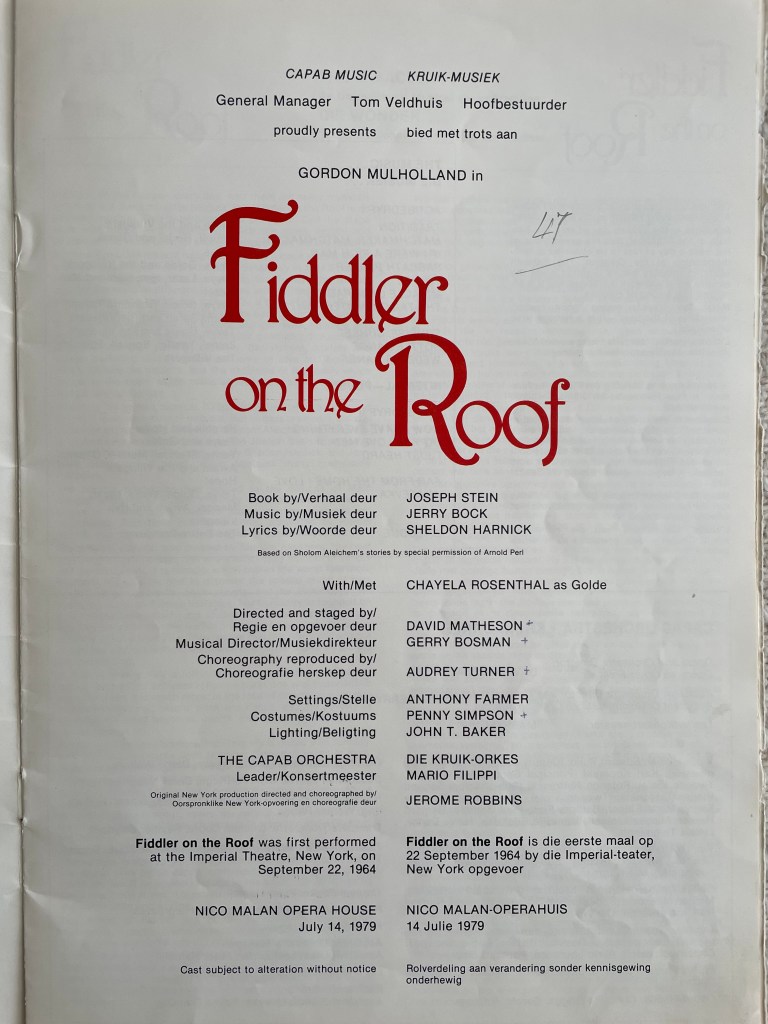 CAPAB MUSIC KRUIK-MUSIEK
General Manager Tom Veldhuis Hoofbestuurder
proudly presents bied met trots aan
GORDON MULHOLLAND in
Fiddler
47
on the Roof
Book by/Verhaal deur JOSEPH STEIN
Music by/Musiek deur JERRY BOCK
Lyrics by/Woorde deur SHELDON HARNICK
Based on Sholom Aleichem's stories by special permission of Arnold Perl
With/Met CHAYELA ROSENTHAL as Golde
Directed and staged by/
Regie en opgevoer deur DAVID MATHESON +
Musical Director/Musiekdirekteur GERRY BOSMAN +
Choreography reproduced by/
Choreografie herskep deur AUDREY TURNER +
Settings/Stelle ANTHONY FARMER
Costumes/Kostuums PENNY SIMPSON +
Lighting/Beligting JOHN T. BAKER
THE CAPAB ORCHESTRA DIE KRUIK-ORKES
Leader/Konsertmeester MARIO FILIPPI
Original New York production directed and choreographed by/
Oorspronklike New York-opvoering en choreografie deur JEROME ROBBINS
Fiddler on the Roof was first performed
at the Imperial Theatre, New York, on
September 22, 1964
Fiddler on the Roof is die eerste maal op
22 September 1964 by die Imperial-teater,
New York opgevoer
NICO MALAN OPERA HOUSE
July 14, 1979
NICO MALAN-OPERAHUIS
14 Julie 1979
Cast subject to alteration without notice
Rolverdeling aan verandering sonder kennisgewing
onderhewig